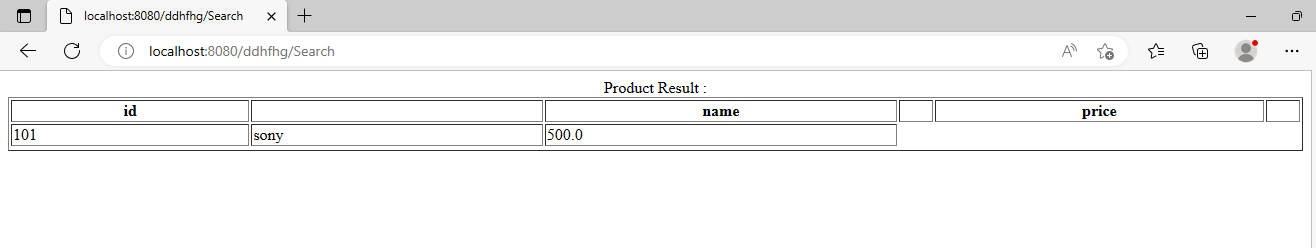 localhost:8080/ddhfhg/Search
localhost:8080/ddhfhg/Search
Product Result :
id name price
101 sony 500.0